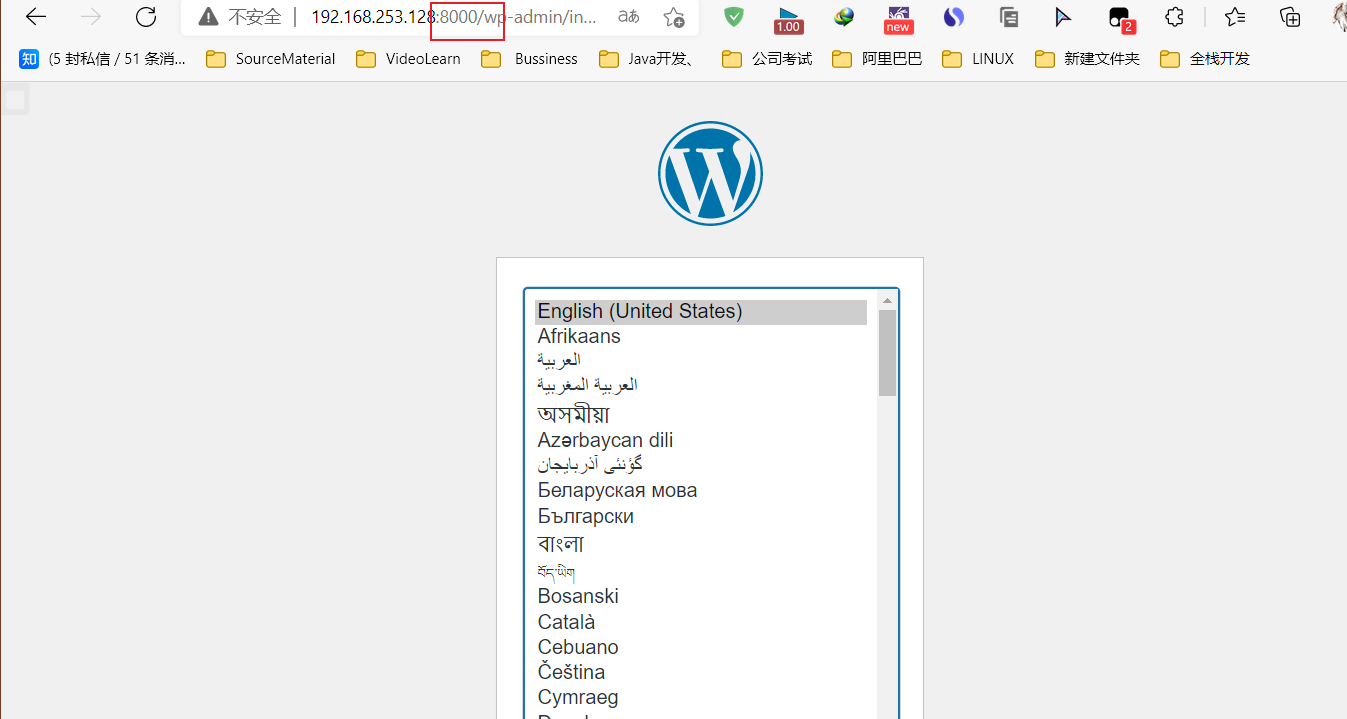 不安全 192.168.253.128:8000/wp-admin/in... aあ 1.00 new 2
知 (5 封私信 / 51 条消... SourceMaterial VideoLearn Bussiness Java开发、 公司考试 阿里巴巴 LINUX 新建文件夹 全栈开发
English (United States)
Afrikaans
العربية
العربية المغربية
অসমীয়া
Azərbaycan dili
گؤنئی آذربایجان
Беларуская мова
Български
বাংলা
བོད་ཡིག
Bosanski
Català
Cebuano
Čeština
Cymraeg